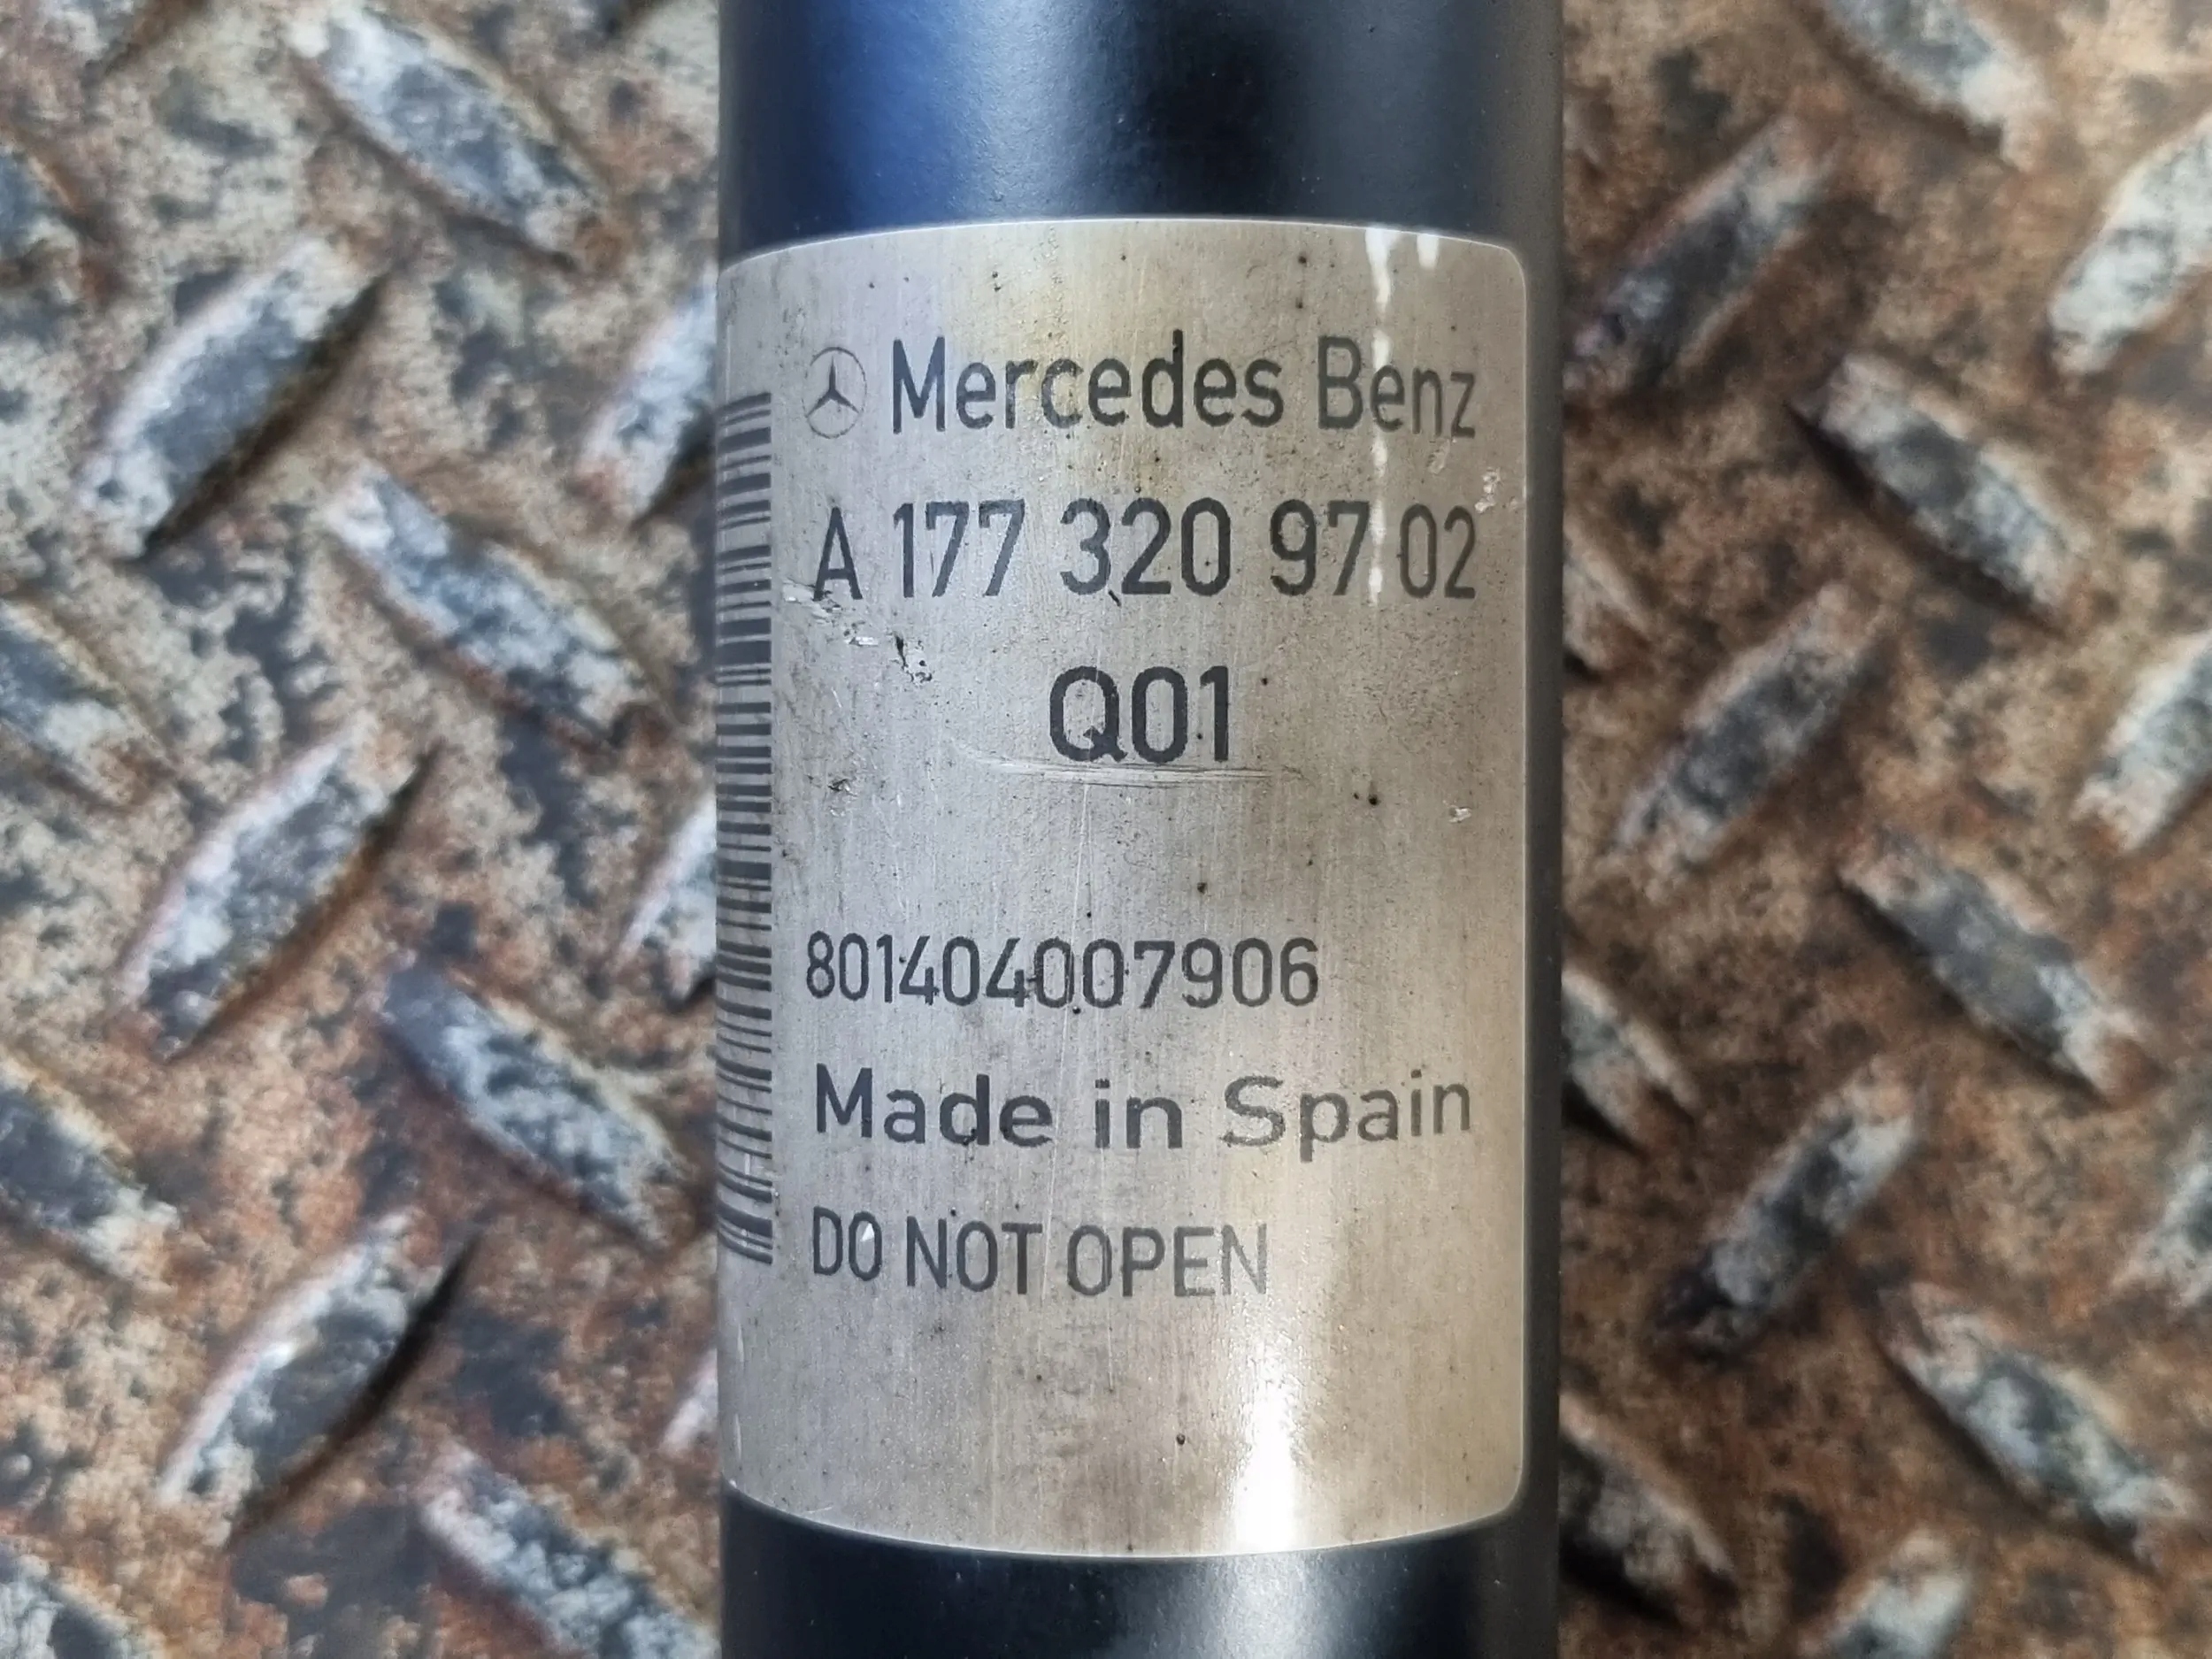 Mercedes Benz
A 177 320 97 02
Q01
801404007906
Made in Spain
DO NOT OPEN